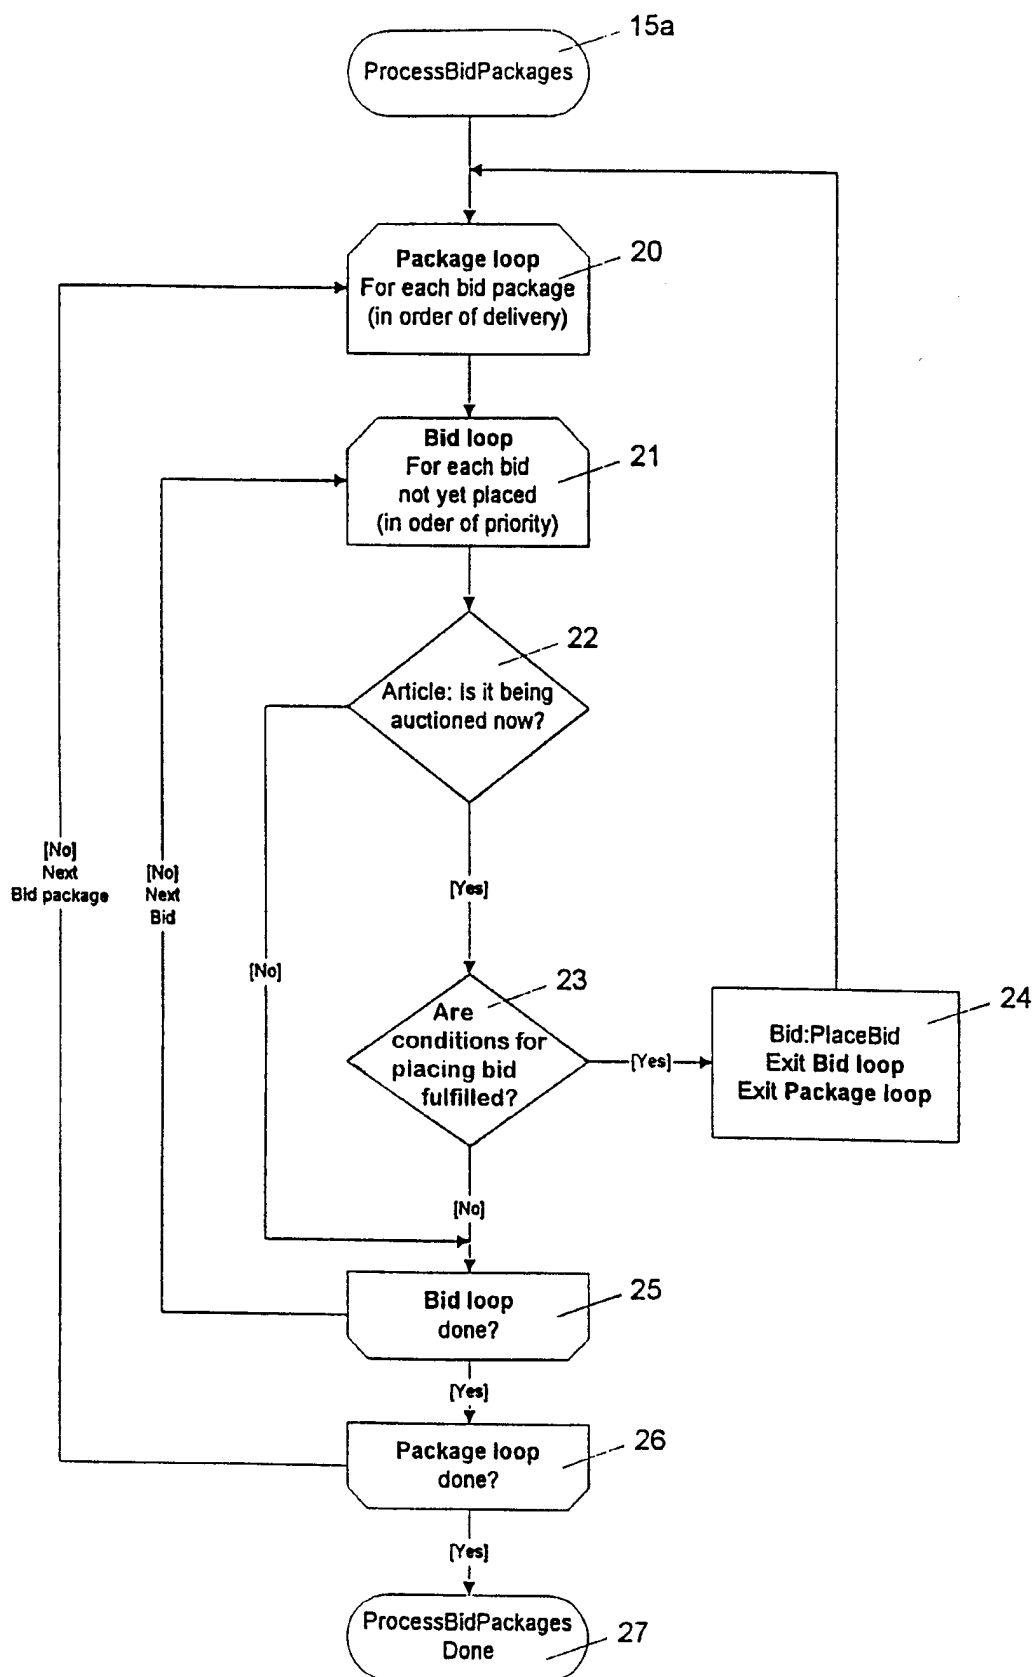 15a
ProcessBidPackages
20
Package loop
For each bid package
(in order of delivery)
21
Bid loop
For each bid
not yet placed
(in oder of priority)
22
Article: Is it being
auctioned now?
[No]
Next
Bid package
[No]
Next
Bid
[Yes]
[No]
23
Are
conditions for
placing bid
fulfilled?
[Yes]
24
Bid:PlaceBid
Exit Bid loop
Exit Package loop
[No]
25
Bid loop
done?
[Yes]
26
Package loop
done?
[Yes]
ProcessBidPackages
Done
27